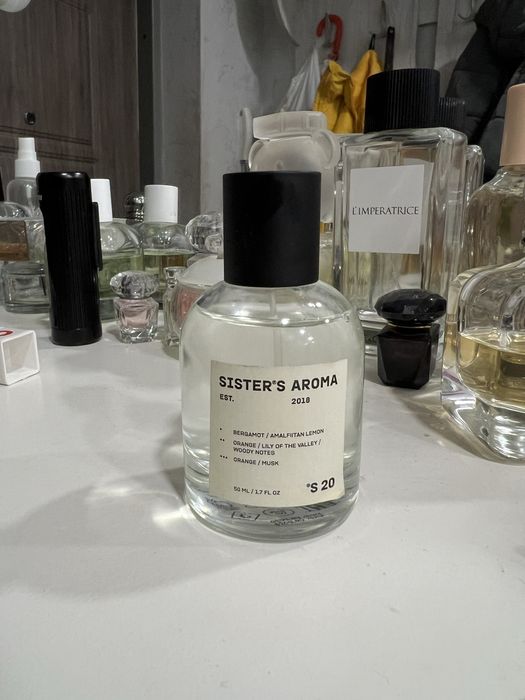 L'IMPERATRICE
SISTER'S AROMA
EST. 2018
* BERGAMOT / AMALFIITAN LEMON
** ORANGE / LILY OF THE VALLEY /
WOODY NOTES
*** ORANGE / MUSK
50 ML / 1.7 FL OZ
*S 20